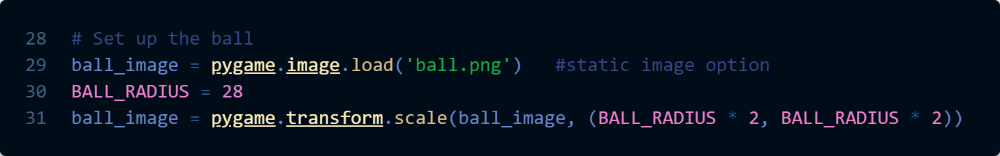 28 # Set up the ball
29 ball_image = pygame.image.load('ball.png')   #static image option
30 BALL_RADIUS = 28
31 ball_image = pygame.transform.scale(ball_image, (BALL_RADIUS * 2, BALL_RADIUS * 2))